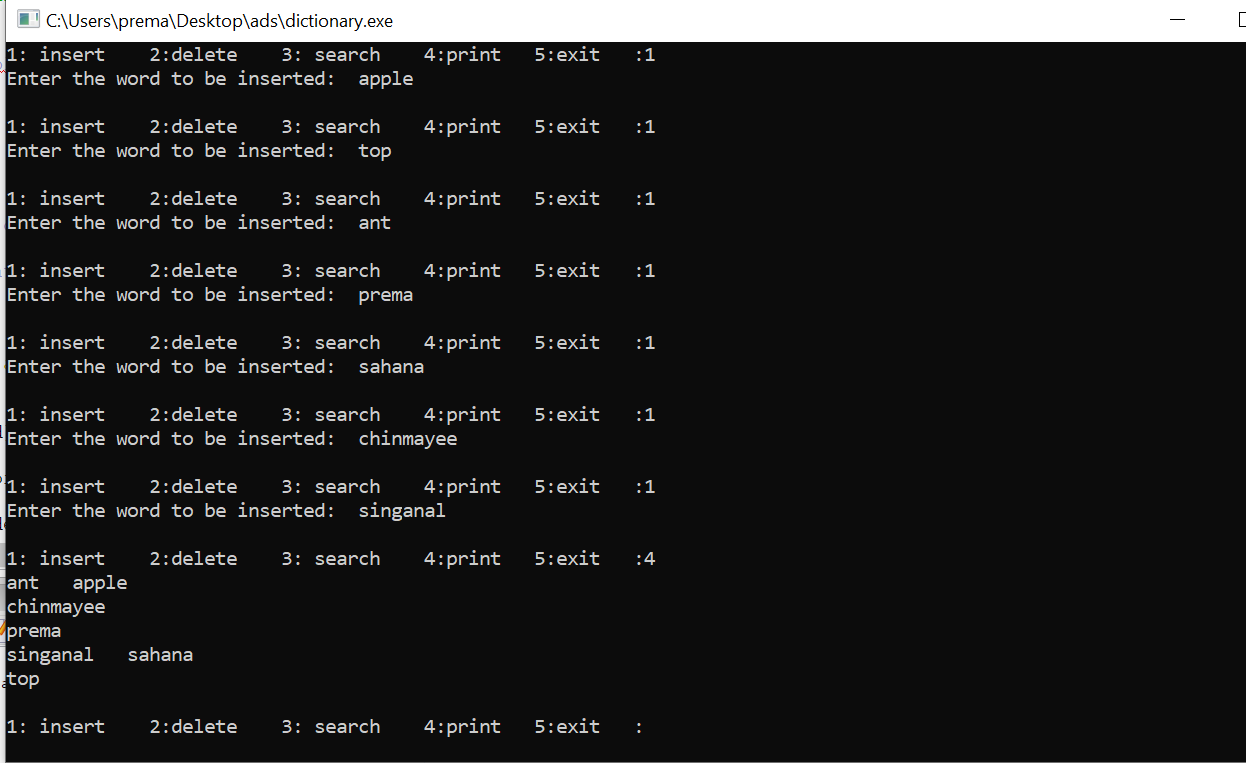 C:\Users\prema\Desktop\ads\dictionary.exe
1: insert    2:delete    3: search    4:print   5:exit   :1
Enter the word to be inserted:  apple
1: insert    2:delete    3: search    4:print   5:exit   :1
Enter the word to be inserted:  top
1: insert    2:delete    3: search    4:print   5:exit   :1
Enter the word to be inserted:  ant
1: insert    2:delete    3: search    4:print   5:exit   :1
Enter the word to be inserted:  prema
1: insert    2:delete    3: search    4:print   5:exit   :1
Enter the word to be inserted:  sahana
1: insert    2:delete    3: search    4:print   5:exit   :1
Enter the word to be inserted:  chinmayee
1: insert    2:delete    3: search    4:print   5:exit   :1
Enter the word to be inserted:  singanal
1: insert    2:delete    3: search    4:print   5:exit   :4
ant   apple
chinmayee
prema
singanal   sahana
top
1: insert    2:delete    3: search    4:print   5:exit   :